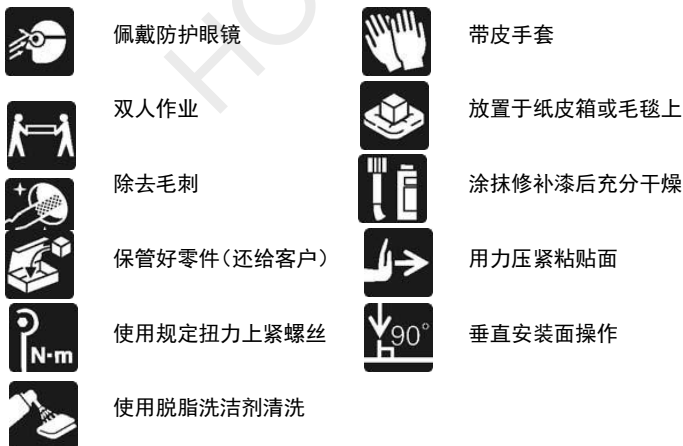 HO
佩戴防护眼镜
带皮手套
双人作业
放置于纸皮箱或毛毯上
除去毛刺
涂抹修补漆后充分干燥
保管好零件(还给客户)
用力压紧粘贴面
N·m
使用规定扭力上紧螺丝
90°
垂直安装面操作
使用脱脂洗洁剂清洗